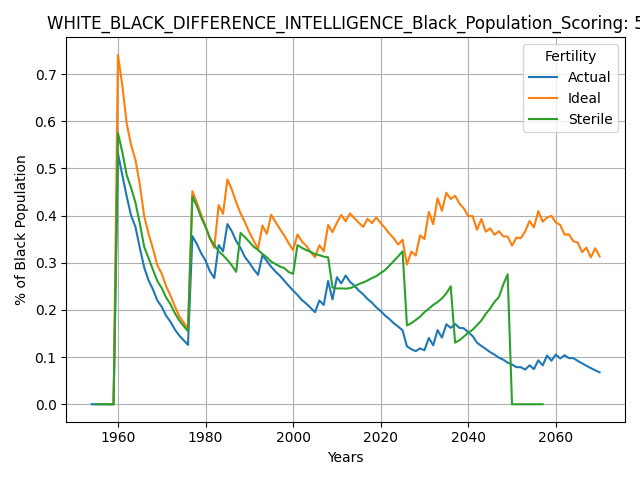 WHITE_BLACK_DIFFERENCE_INTELLIGENCE_Black_Population_Scoring: 5
Fertility
Actual
Ideal
Sterile
% of Black Population
0.7
0.6
0.5
0.4
0.3
0.2
0.1
0.0
1960 1980 2000 2020 2040 2060
Years